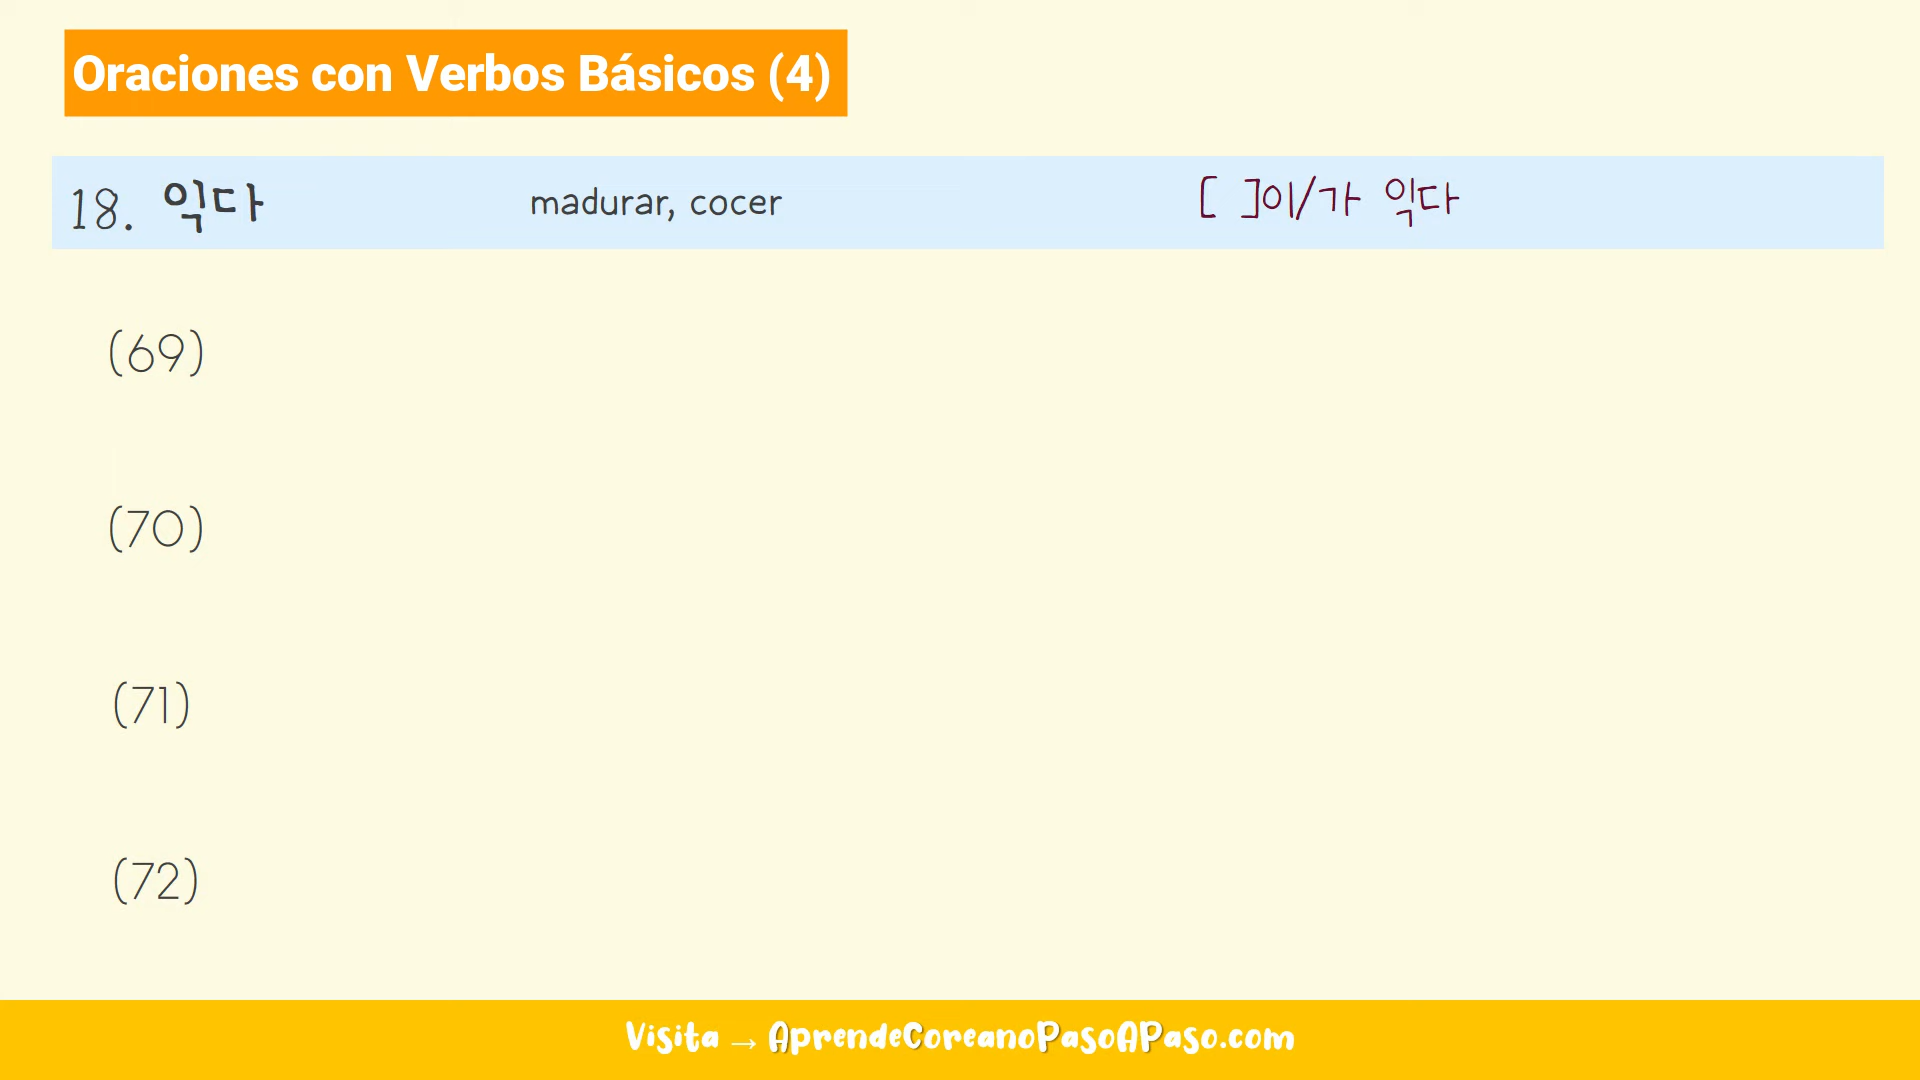 Oraciones con Verbos Básicos (4)
18. 익다 madurar, cocer [ ]이/가 익다
(69)
(70)
(71)
(72)
Visita → AprendeCoreanoPasoAPaso.com